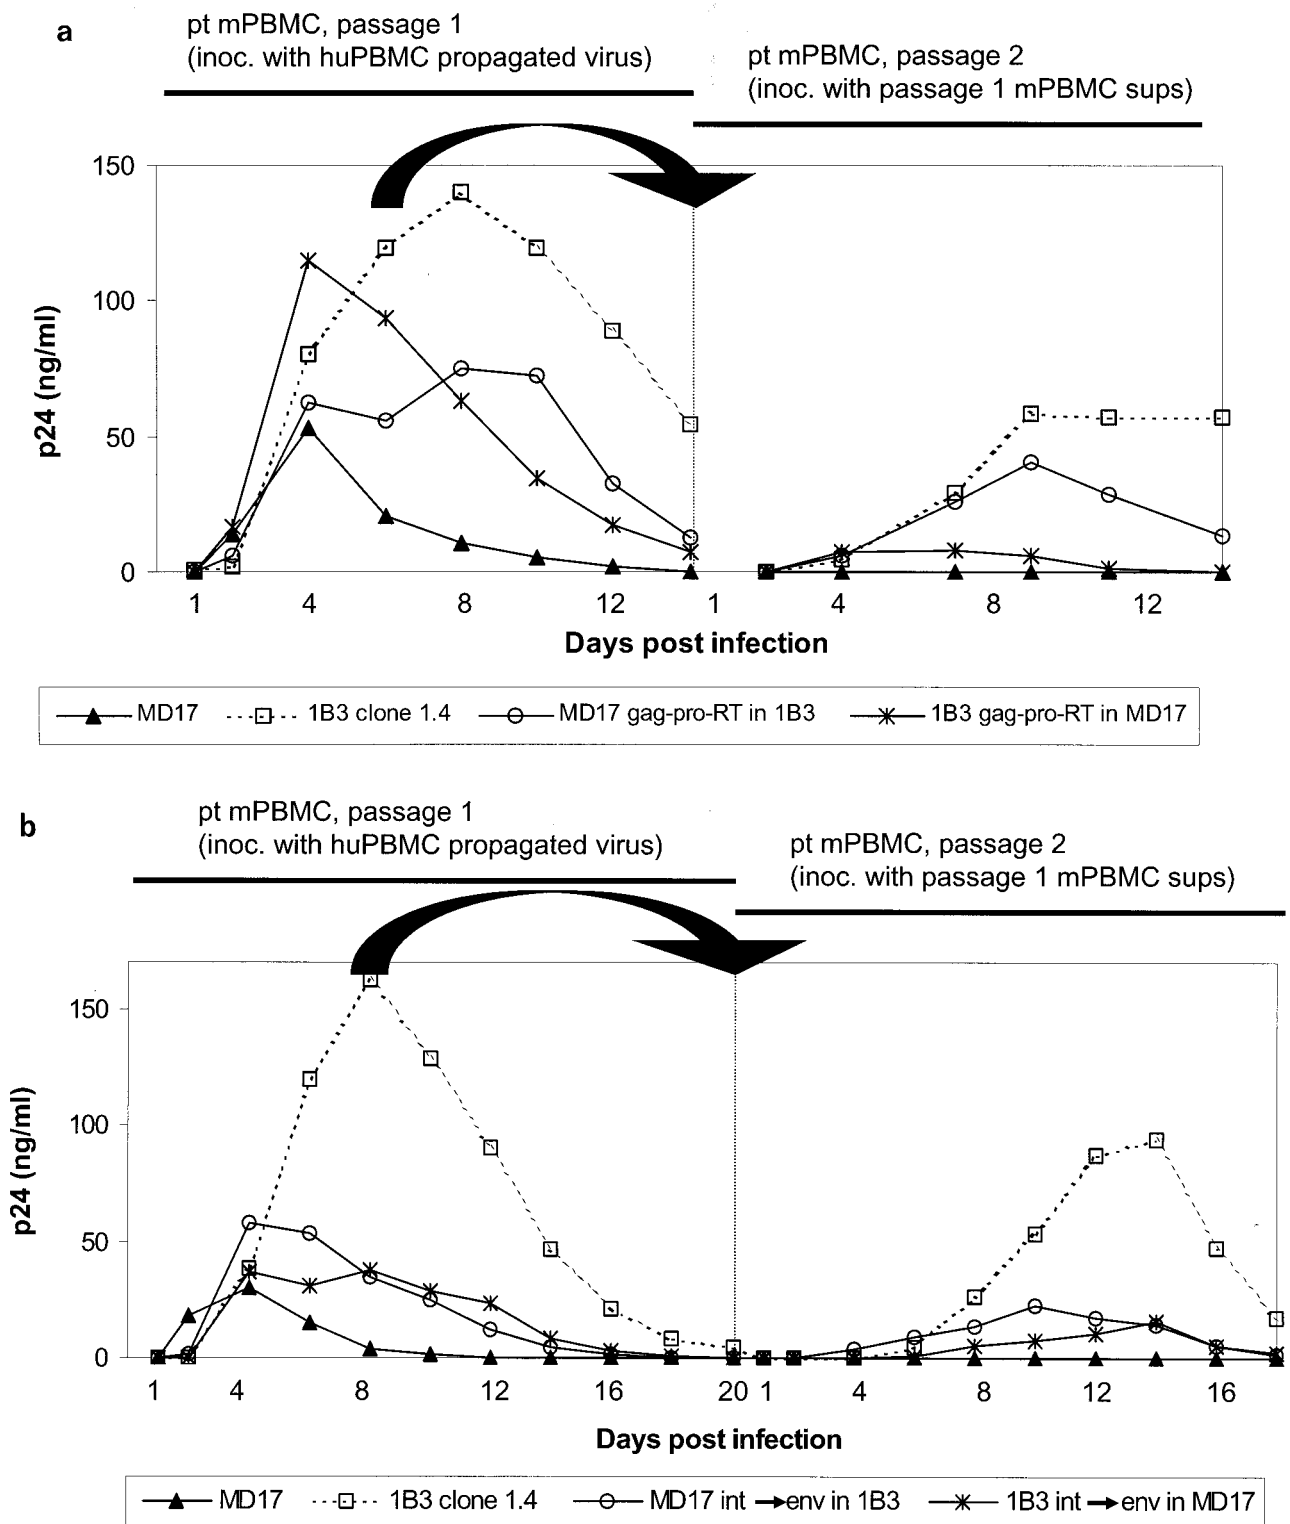 a
pt mPBMC, passage 1
(inoc. with huPBMC propagated virus)
pt mPBMC, passage 2
(inoc. with passage 1 mPBMC sups)
150
100
50
0
p24 (ng/ml)
1 4 8 12 1 4 8 12
Days post infection
MD17 1B3 clone 1.4 MD17 gag-pro-RT in 1B3 1B3 gag-pro-RT in MD17
b
pt mPBMC, passage 1
(inoc. with huPBMC propagated virus)
pt mPBMC, passage 2
(inoc. with passage 1 mPBMC sups)
150
100
50
0
p24 (ng/ml)
1 4 8 12 16 20 1 4 8 12 16
Days post infection
MD17 1B3 clone 1.4 MD17 int → env in 1B3 1B3 int → env in MD17